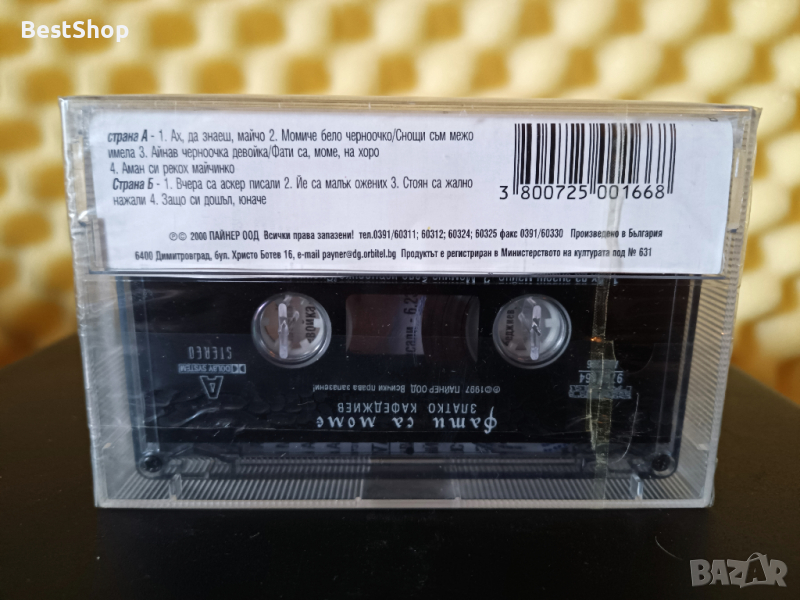 BestShop
страна А - 1. Ах, да знаеш, майчо 2. Момиче бело черноочко/Снощи съм межо
имела 3. Айнав черноочка девойка/Фати са, моме, на хоро
4. Аман си рекох майчинко
Страна Б - 1. Вчера са аскер писали 2. Йе са малък ожених 3. Стоян са жално
нажали 4. Защо си дошъл, юначе
3 800725 001668
℗© 2000 ПАЙНЕР ООД Всички права запазени! тел.0391/60311; 60312; 60324; 60325 факс 0391/60330 Произведено в България
6400 Димитровград, бул. Христо Ботев 16, e-mail payner@dg.orbitel.bg Продуктът е регистриран в Министерството на културата под № 631
фати са моме
ЗЛАТКО КАФЕДЖИЕВ
℗©1997 ПАЙНЕР ООД Всички права запазени!
A
DOLBY SYSTEM
STEREO
BAZAR